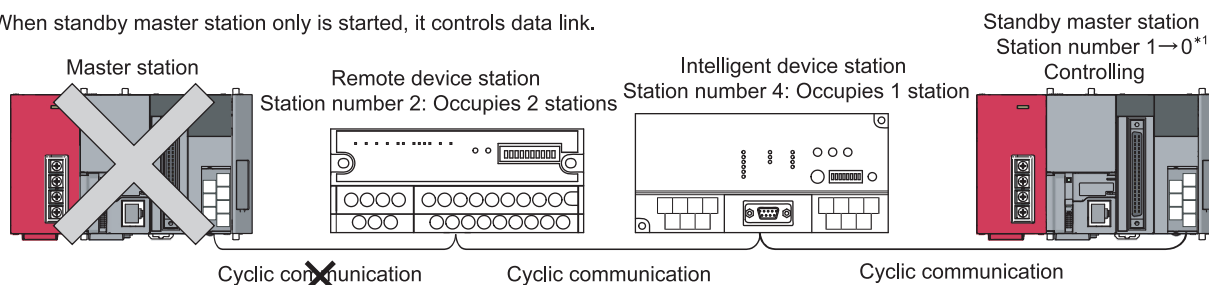 When standby master station only is started, it controls data link.
Master station
Remote device station
Station number 2: Occupies 2 stations
Intelligent device station
Station number 4: Occupies 1 station
Standby master station
Station number 1→0*1
Controlling
Cyclic communication
Cyclic communication
Cyclic communication